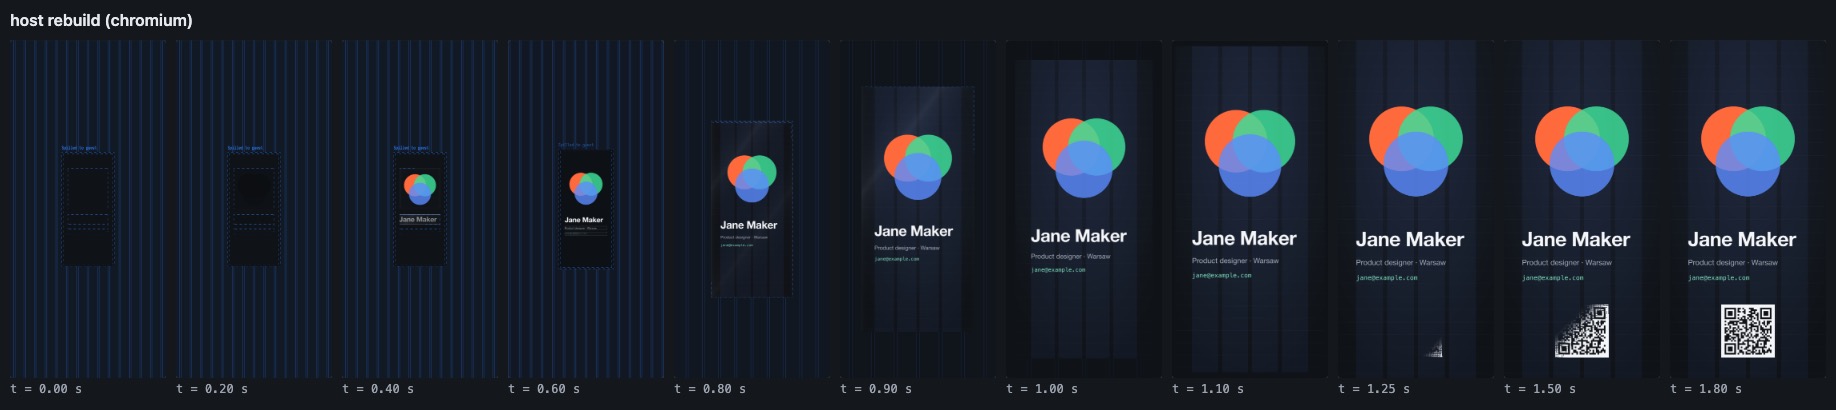 host rebuild (chromium)
Jane Maker
Jane Maker
Jane Maker
Product designer · Warsaw
jane@example.com
Jane Maker
Product designer · Warsaw
jane@example.com
Jane Maker
Product designer · Warsaw
jane@example.com
Jane Maker
Product designer · Warsaw
jane@example.com
Jane Maker
Product designer · Warsaw
jane@example.com
Jane Maker
Product designer · Warsaw
jane@example.com
Jane Maker
Product designer · Warsaw
jane@example.com
t = 0.00 s
t = 0.20 s
t = 0.40 s
t = 0.60 s
t = 0.80 s
t = 0.90 s
t = 1.00 s
t = 1.10 s
t = 1.25 s
t = 1.50 s
t = 1.80 s